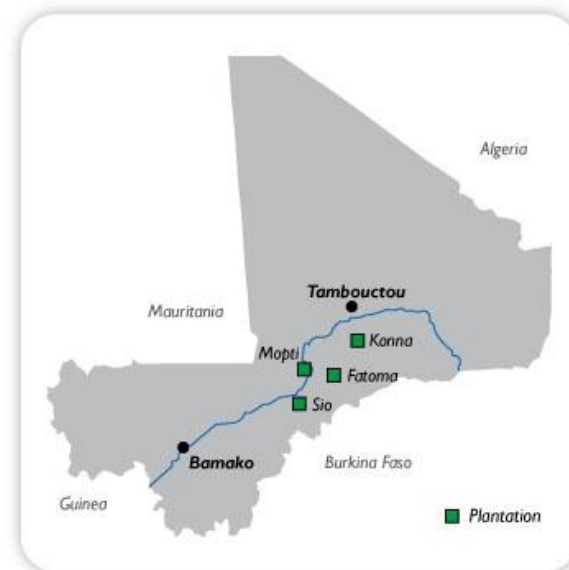 Algeria
Tambouctou
Mauritania
Konna
Mopti
Fatoma
Sio
Bamako
Burkina Faso
Guinea
Plantation